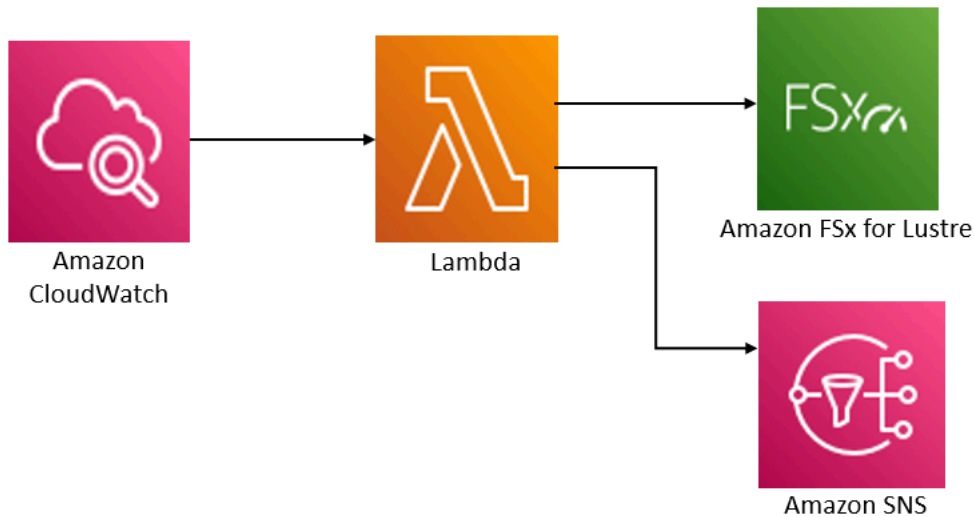 Amazon
CloudWatch
Lambda
FSx
Amazon FSx for Lustre
Amazon SNS